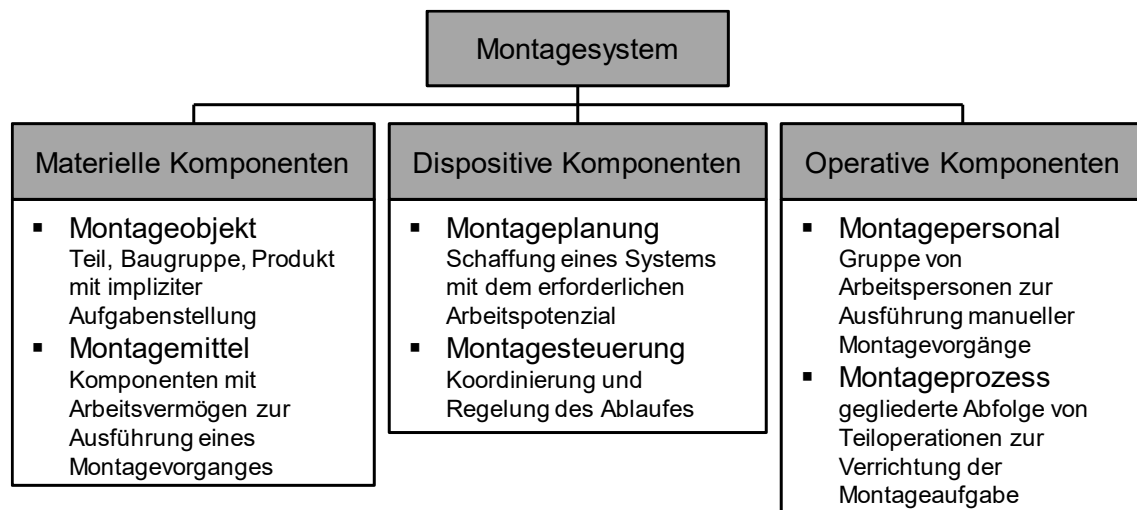 Montagesystem
Materielle Komponenten
▪ Montageobjekt
Teil, Baugruppe, Produkt
mit impliziter
Aufgabenstellung
▪ Montagemittel
Komponenten mit
Arbeitsvermögen zur
Ausführung eines
Montagevorganges
Dispositive Komponenten
▪ Montageplanung
Schaffung eines Systems
mit dem erforderlichen
Arbeitspotenzial
▪ Montagesteuerung
Koordinierung und
Regelung des Ablaufes
Operative Komponenten
▪ Montagepersonal
Gruppe von
Arbeitspersonen zur
Ausführung manueller
Montagevorgänge
▪ Montageprozess
gegliederte Abfolge von
Teiloperationen zur
Verrichtung der
Montageaufgabe